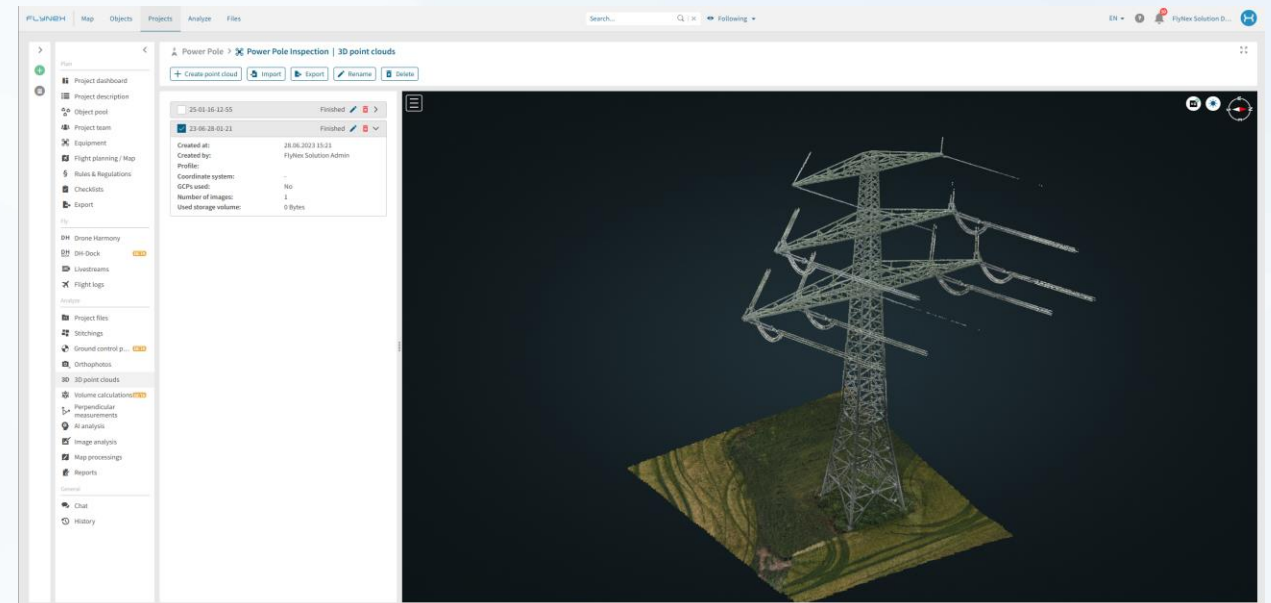 FLYNEX Map Objects Projects Analyze Files Search... Following EN FlyNex Solution D...
Power Pole > Power Pole Inspection | 3D point clouds
Create point cloud Import Export Rename Delete
Plan
Project dashboard
Project description
Object pool
Project team
Equipment
Flight planning / Map
Rules & Regulations
Checklists
Export
Fly
DH Drone Harmony
DH DH-Dock BETA
Livestreams
Flight logs
Analyze
Project files
Stitchings
Ground control p... BETA
Orthophotos
3D 3D point clouds
Volume calculations BETA
Perpendicular
measurements
AI analysis
Image analysis
Map processings
Reports
General
Chat
History
25-01-16-12-55 Finished
23-06-28-01-21 Finished
Created at: 28.06.2023 15:21
Created by: FlyNex Solution Admin
Profile:
Coordinate system: -
GCPs used: No
Number of images: 1
Used storage volume: 0 Bytes